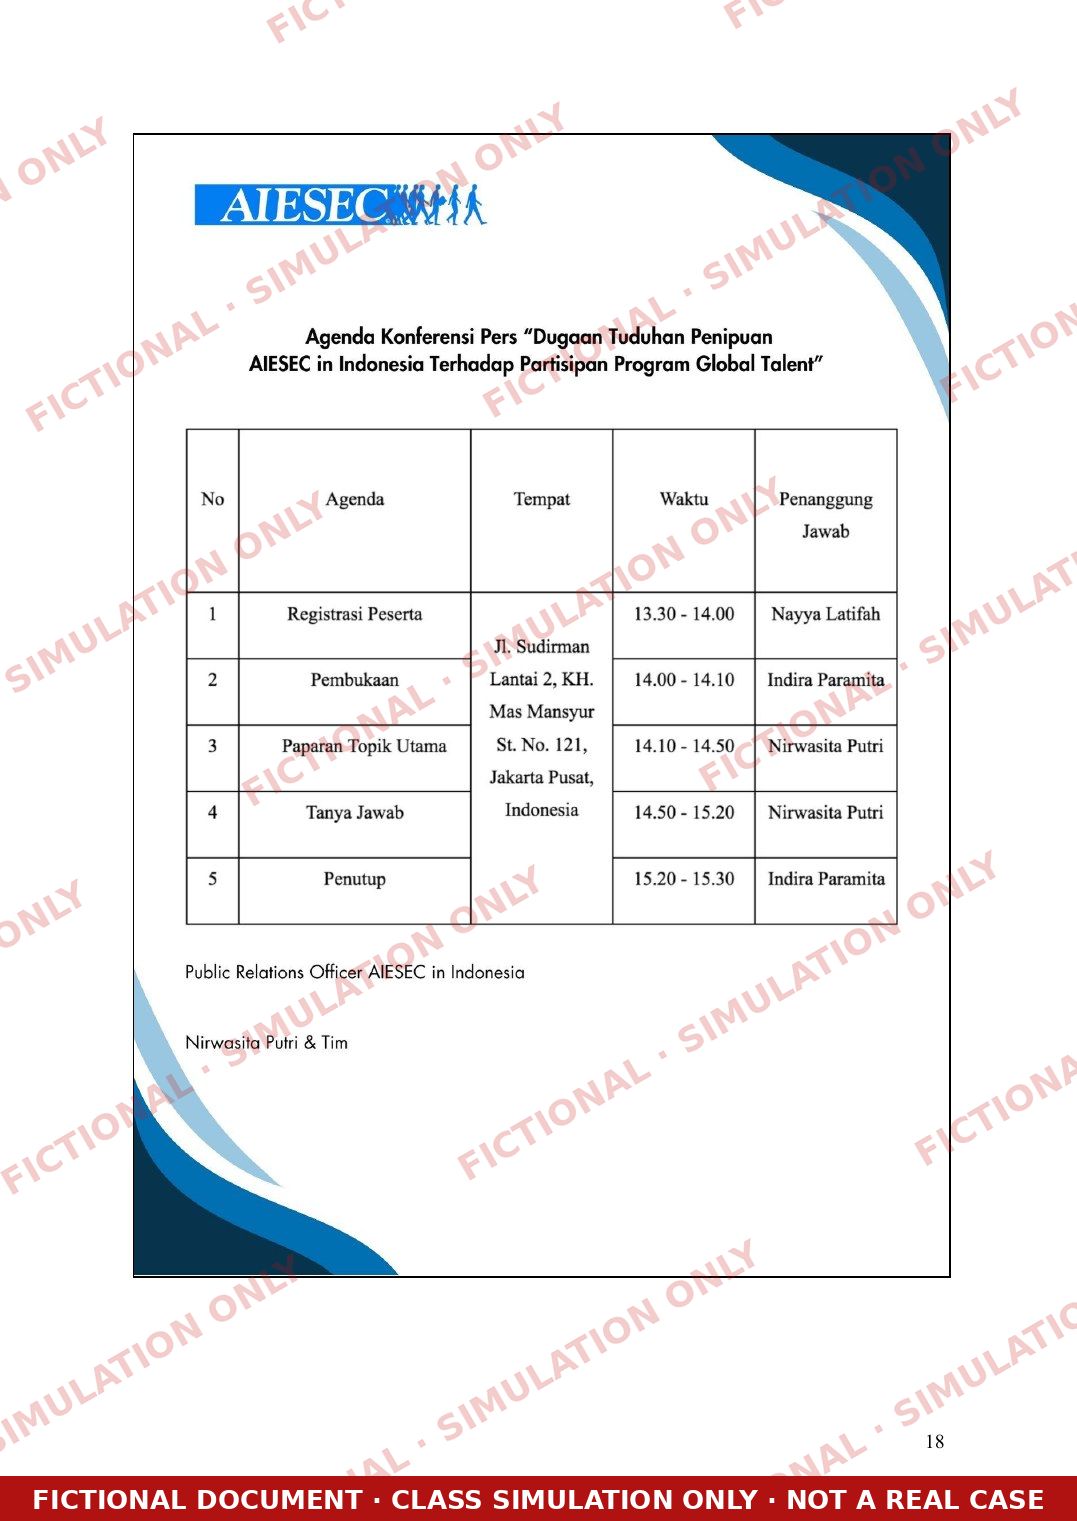 AIESEC
Agenda Konferensi Pers “Dugaan Tuduhan Penipuan
AIESEC in Indonesia Terhadap Partisipan Program Global Talent”
No Agenda Tempat Waktu Penanggung
Jawab
1 Registrasi Peserta 13.30 - 14.00 Nayya Latifah
Jl. Sudirman
Lantai 2, KH.
Mas Mansyur
St. No. 121,
Jakarta Pusat,
Indonesia
2 Pembukaan 14.00 - 14.10 Indira Paramita
3 Paparan Topik Utama 14.10 - 14.50 Nirwasita Putri
4 Tanya Jawab 14.50 - 15.20 Nirwasita Putri
5 Penutup 15.20 - 15.30 Indira Paramita
Public Relations Officer AIESEC in Indonesia
Nirwasita Putri & Tim
18
FICTIONAL · SIMULATION ONLY
FICTIONAL DOCUMENT · CLASS SIMULATION ONLY · NOT A REAL CASE